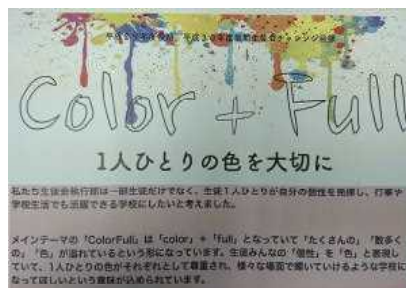 Color + Full
1人ひとりの色を大切に
私たち生徒会執行部は一部生徒だけでなく、生徒1人ひとりが自分の個性を発揮し、行事や
学校生活でも活躍できる学校にしたいと考えました。
メインテーマの「ColorFull」は「color」+「full」となっていて「たくさんの」「数多く
の」「色」が溢れているという形になっています。生徒みんなの「個性」を「色」と表現し
ていて、1人ひとりの色がそれぞれとして尊重され、様々な場面で輝いていけるような学校に
なって欲しいという意味が込められています。